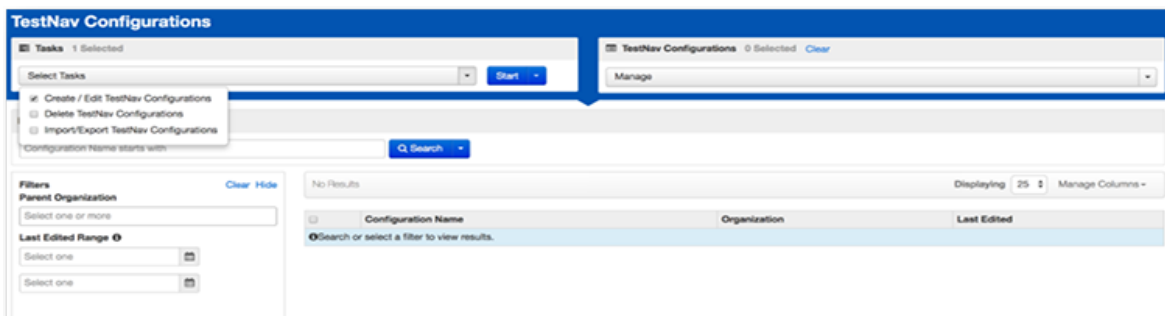 TestNav Configurations
Tasks 1 Selected
TestNav Configurations 0 Selected Clear
Select Tasks
Start
Manage
Create / Edit TestNav Configurations
Delete TestNav Configurations
Import/Export TestNav Configurations
Configuration Name starts with
Search
Filters Clear Hide
No Results
Displaying 25 Manage Columns
Parent Organization
Select one or more
Configuration Name Organization Last Edited
Search or select a filter to view results.
Last Edited Range
Select one
Select one